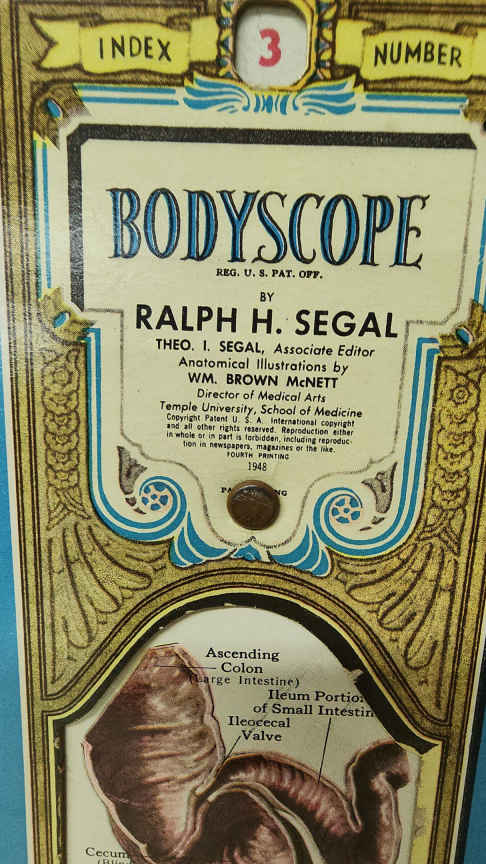 INDEX 3 NUMBER
BODYSCOPE
REG. U. S. PAT. OFF.
BY
RALPH H. SEGAL
THEO. I. SEGAL, Associate Editor
Anatomical Illustrations by
WM. BROWN McNETT
Director of Medical Arts
Temple University, School of Medicine
Copyright Patent U. S. A. International copyright
and all other rights reserved. Reproduction either
in whole or in part is forbidden, including reproduc-
tion in newspapers, magazines or the like.
FOURTH PRINTING
1948
Ascending
Colon
(Large Intestine)
Ileum Portio
of Small Intestin
Ileocecal
Valve
Cecum